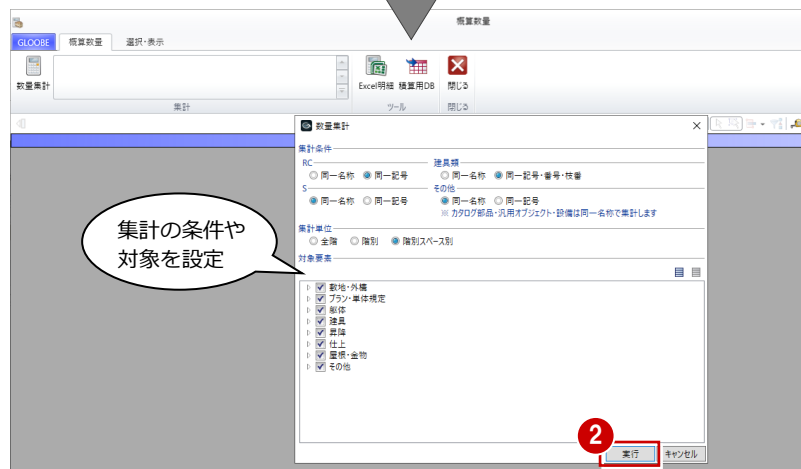 概算数量
GLOOBE 概算数量 選択・表示
数量集計 Excel明細 積算用DB 閉じる
集計 ツール 閉じる
数量集計
集計条件
RC 建具類
同一名称 同一記号 同一名称 同一記号・番号・枝番
S その他
同一名称 同一記号 同一名称 同一記号
※ カタログ部品・汎用オブジェクト・設備は同一名称で集計します
集計単位
全階 階別 階別スペース別
対象要素
敷地・外構
プラン・単体規定
躯体
建具
昇降
仕上
屋根・金物
その他
集計の条件や
対象を設定
2
実行 キャンセル